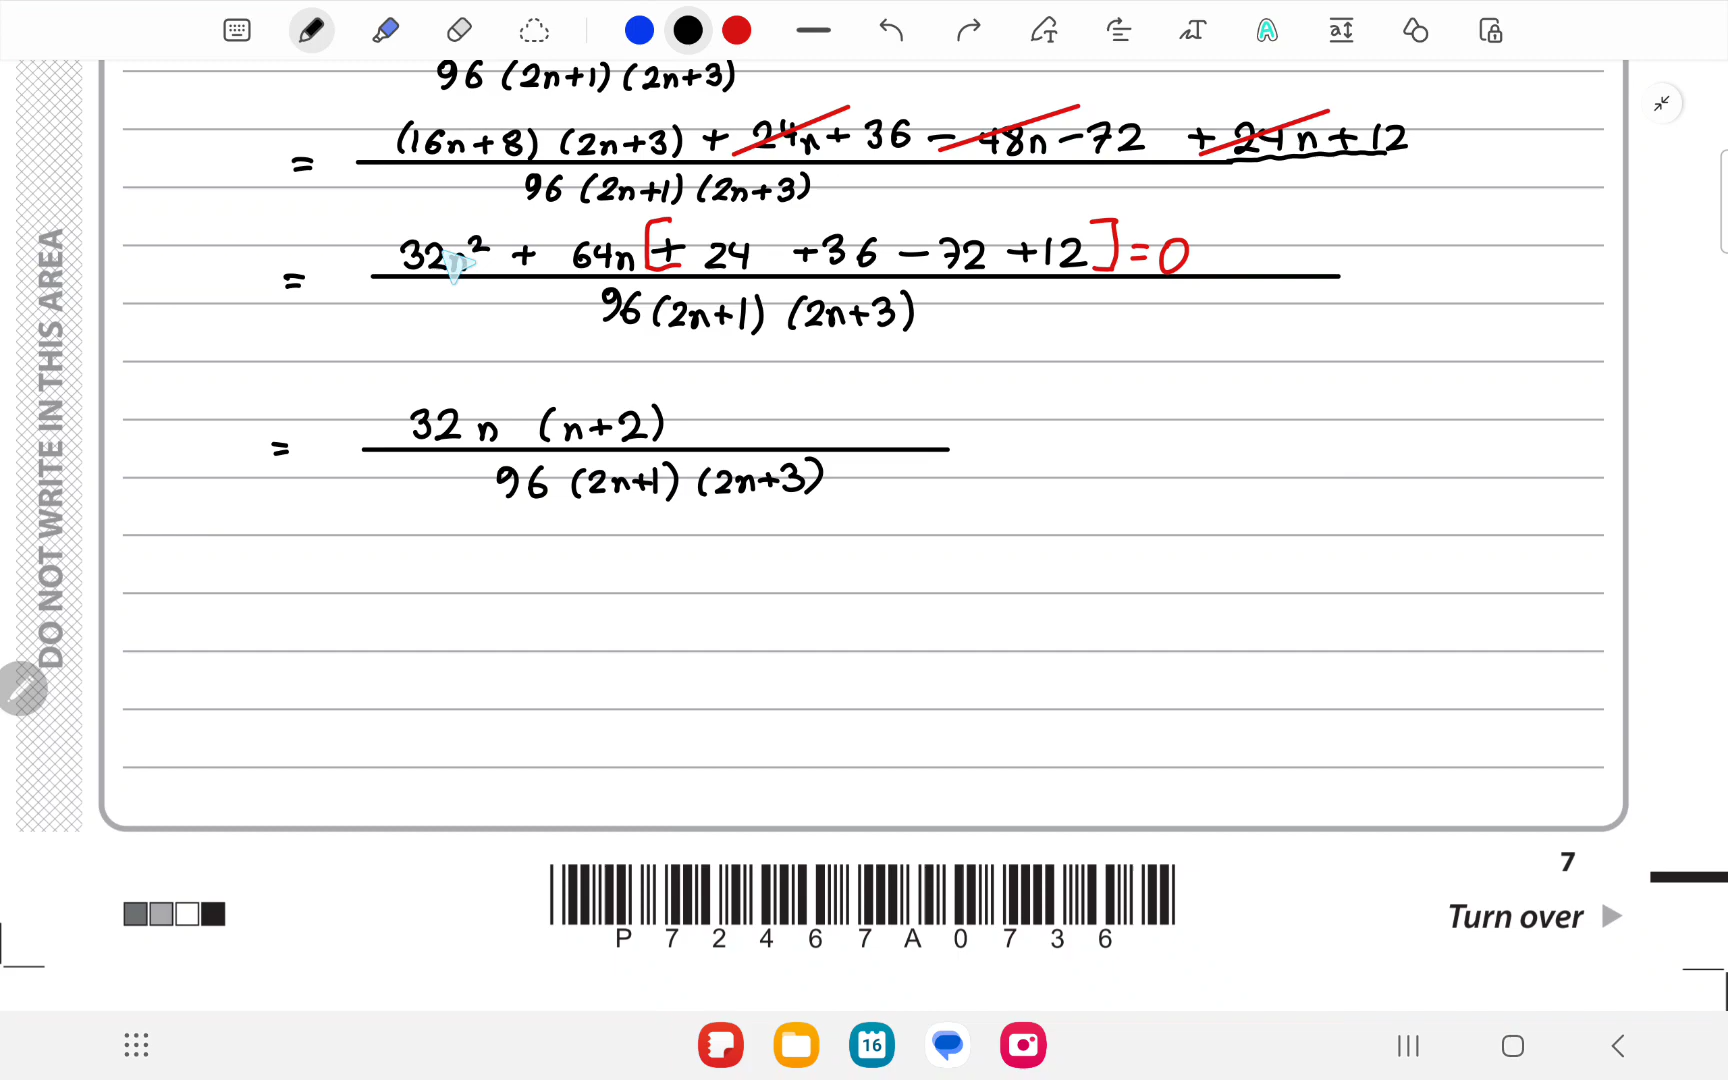 96 (2n+1) (2n+3)
= (16n+8) (2n+3) + 24n + 36 − 48n − 72 + 24n + 12
96 (2n+1) (2n+3)
= 32n² + 64n [+ 24 + 36 − 72 + 12] = 0
96 (2n+1) (2n+3)
= 32 n (n+2)
96 (2n+1) (2n+3)
DO NOT WRITE IN THIS AREA
7
Turn over
P 7 2 4 6 7 A 0 7 3 6
16